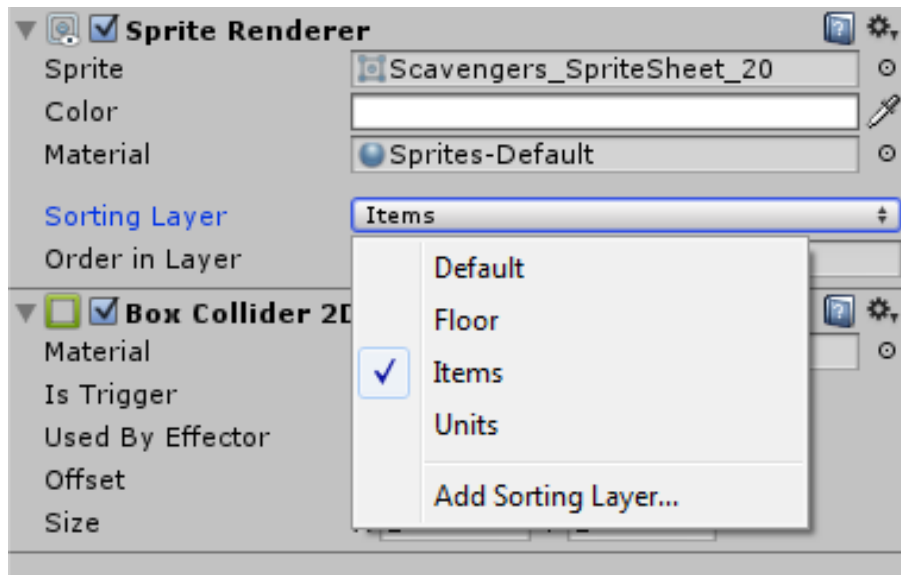 Sprite Renderer
Sprite Scavengers_SpriteSheet_20
Color
Material Sprites-Default
Sorting Layer Items
Order in Layer
Default
Box Collider 2D
Floor
Material
Items
Is Trigger
Used By Effector
Units
Offset
Add Sorting Layer...
Size